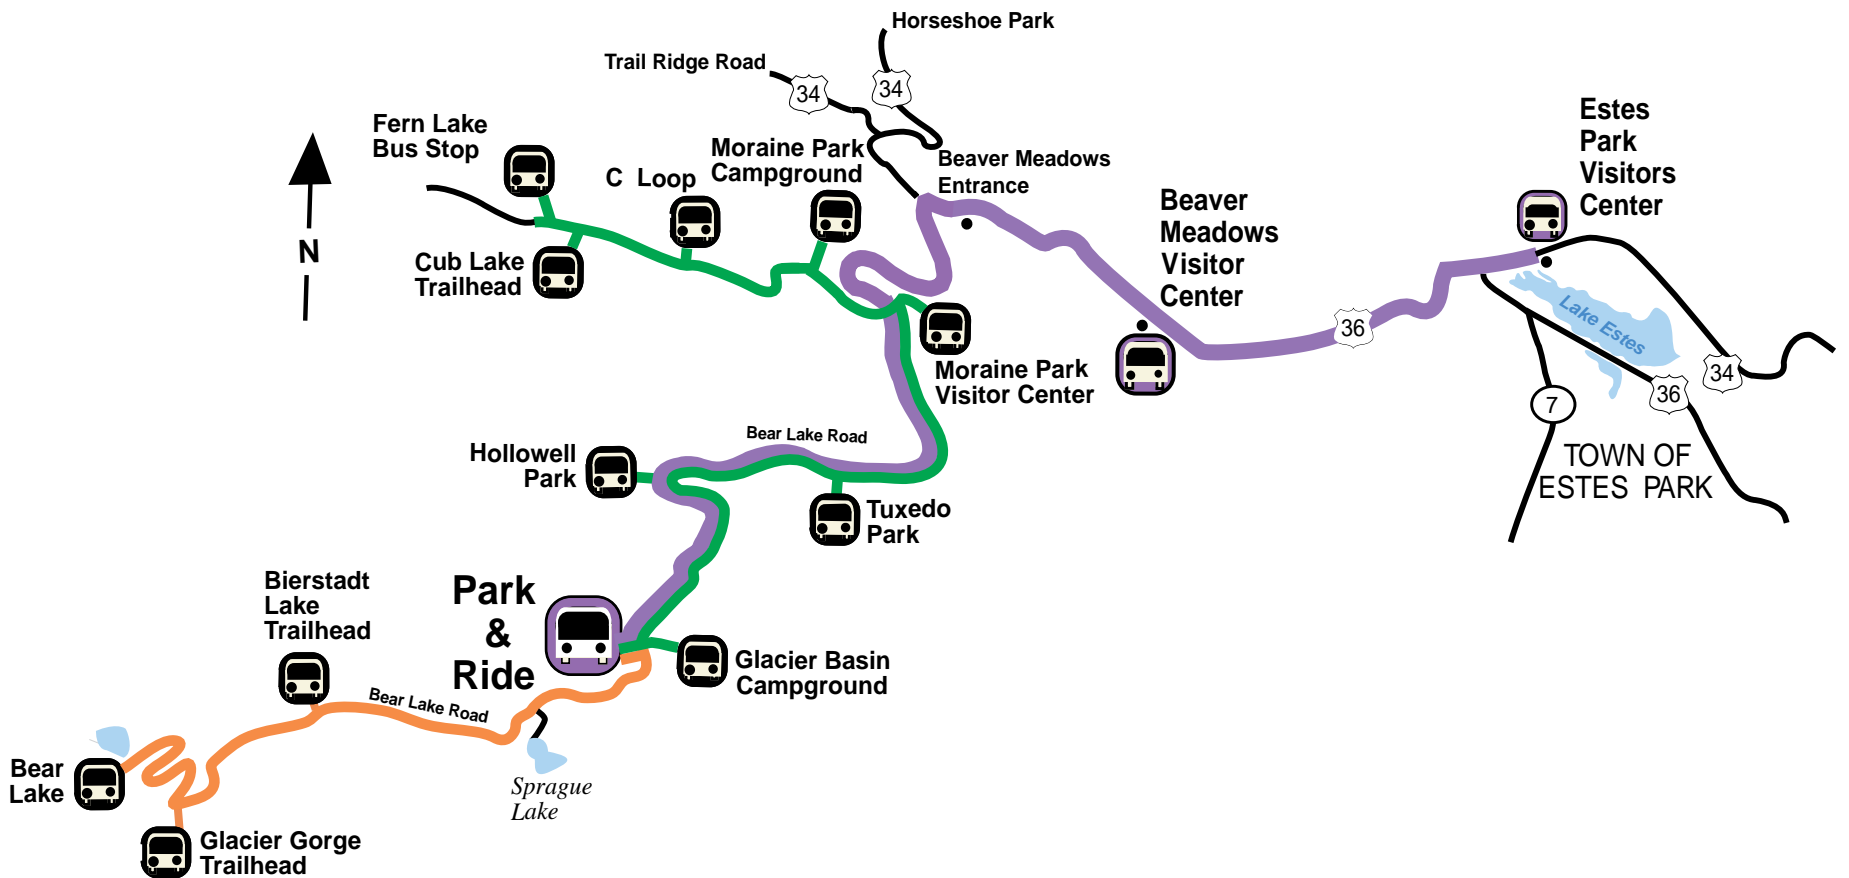 Horseshoe Park
Trail Ridge Road
34
34
Estes
Park
Visitors
Center
Fern Lake
Bus Stop
Moraine Park
Campground
C Loop
Beaver Meadows
Entrance
Beaver
Meadows
Visitor
Center
N
Cub Lake
Trailhead
Lake Estes
36
Moraine Park
Visitor Center
34
36
7
Bear Lake Road
Hollowell
Park
TOWN OF
ESTES PARK
Tuxedo
Park
Bierstadt
Lake
Trailhead
Park
&
Ride
Glacier Basin
Campground
Bear Lake Road
Bear
Lake
Sprague
Lake
Glacier Gorge
Trailhead